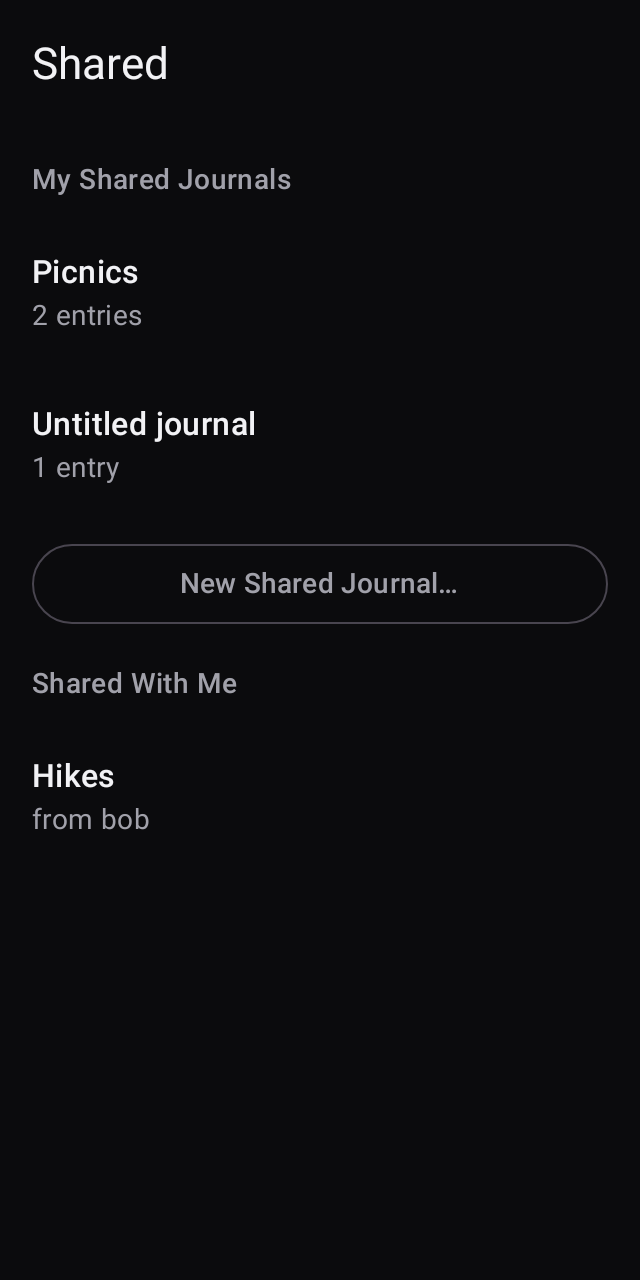 Shared
My Shared Journals
Picnics
2 entries
Untitled journal
1 entry
New Shared Journal…
Shared With Me
Hikes
from bob